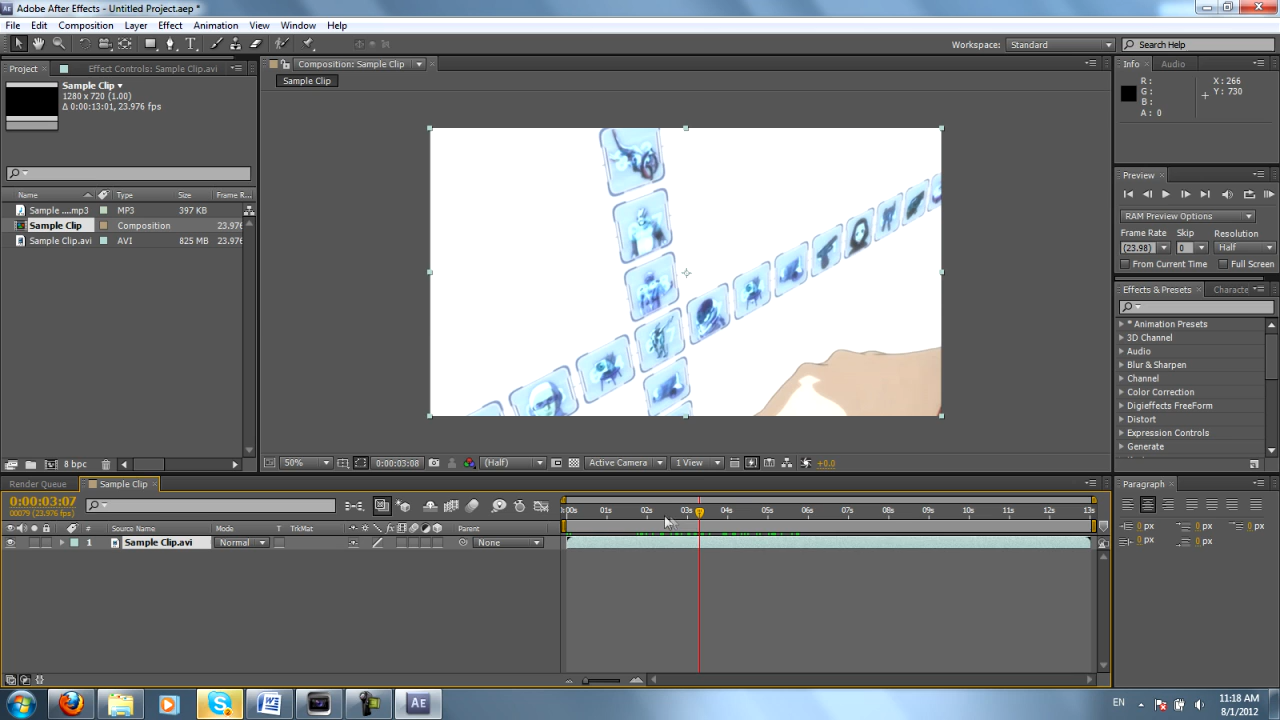 Adobe After Effects - Untitled Project.aep *
File Edit Composition Layer Effect Animation View Window Help
Workspace: Standard Search Help
Project Effect Controls: Sample Clip.avi
Composition: Sample Clip
Info Audio
Sample Clip
Sample Clip
1280 x 720 (1.00)
Δ 0:00:13:01, 23.976 fps
R :
G :
B :
A : 0
X : 266
Y : 730
Preview
RAM Preview Options
Frame Rate Skip Resolution
(23.98) 0 Half
From Current Time Full Screen
Name Type Size Frame R...
Sample ....mp3 MP3 397 KB
Sample Clip Composition 23.976
Sample Clip.avi AVI 825 MB 23.976
Effects & Presets Characte
* Animation Presets
3D Channel
Audio
Blur & Sharpen
Channel
Color Correction
Digieffects FreeForm
Distort
Expression Controls
Generate
8 bpc
50% 0:00:03:08 (Half) Active Camera 1 View +0.0
Render Queue Sample Clip
Paragraph
0:00:03:07
00079 (23.976 fps)
:00s 01s 02s 03s 04s 05s 06s 07s 08s 09s 10s 11s 12s 13s
# Source Name Mode T TrkMat Parent
1 Sample Clip.avi Normal None
0 px 0 px 0 px
0 px 0 px
EN 11:18 AM
8/1/2012